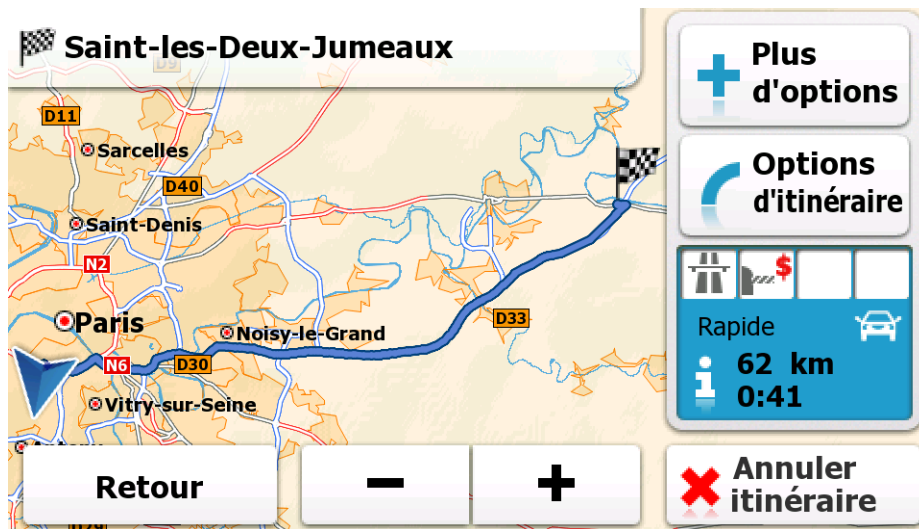 Saint-les-Deux-Jumeaux
D11
Sarcelles
D40
Saint-Denis
N2
Paris
Noisy-le-Grand
D33
N6
D30
Vitry-sur-Seine
Plus
d'options
Options
d'itinéraire
$
Rapide
62 km
0:41
Retour
−
+
Annuler
itinéraire